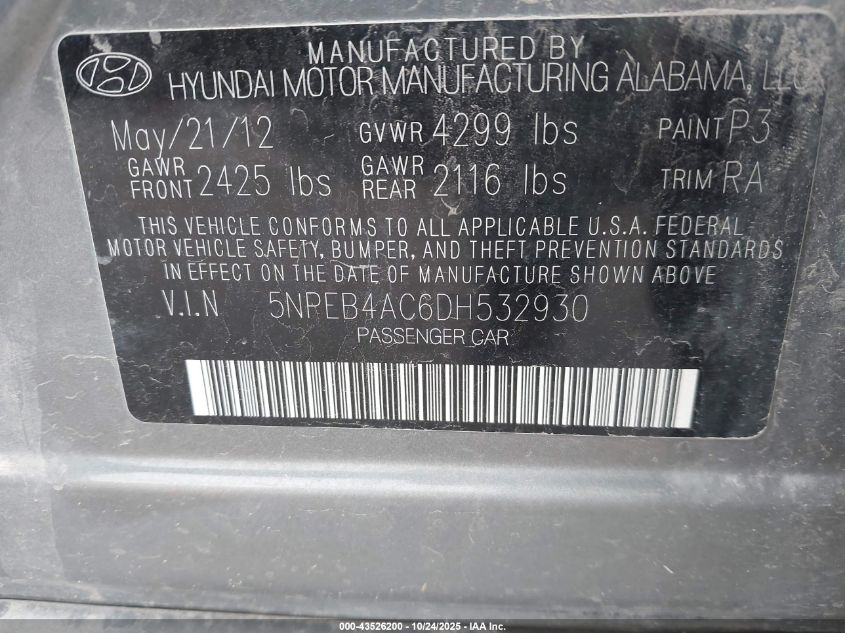 MANUFACTURED BY
HYUNDAI MOTOR MANUFACTURING ALABAMA, LLC
May/21/12 GVWR 4299 lbs PAINT P3
GAWR FRONT 2425 lbs GAWR REAR 2116 lbs TRIM RA
THIS VEHICLE CONFORMS TO ALL APPLICABLE U.S.A. FEDERAL
MOTOR VEHICLE SAFETY, BUMPER, AND THEFT PREVENTION STANDARDS
IN EFFECT ON THE DATE OF MANUFACTURE SHOWN ABOVE
V.I.N 5NPEB4AC6DH532930
PASSENGER CAR
000-43526200 - 10/24/2025 - IAA Inc.